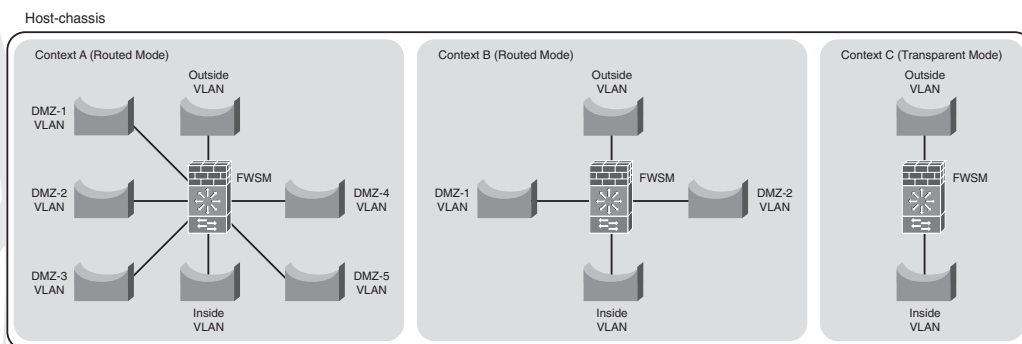 Host-chassis
Context A (Routed Mode)
Outside
VLAN
DMZ-1
VLAN
FWSM
DMZ-2
VLAN
DMZ-4
VLAN
DMZ-3
VLAN
DMZ-5
VLAN
Inside
VLAN
Context B (Routed Mode)
Outside
VLAN
FWSM
DMZ-1
VLAN
DMZ-2
VLAN
Inside
VLAN
Context C (Transparent Mode)
Outside
VLAN
FWSM
Inside
VLAN